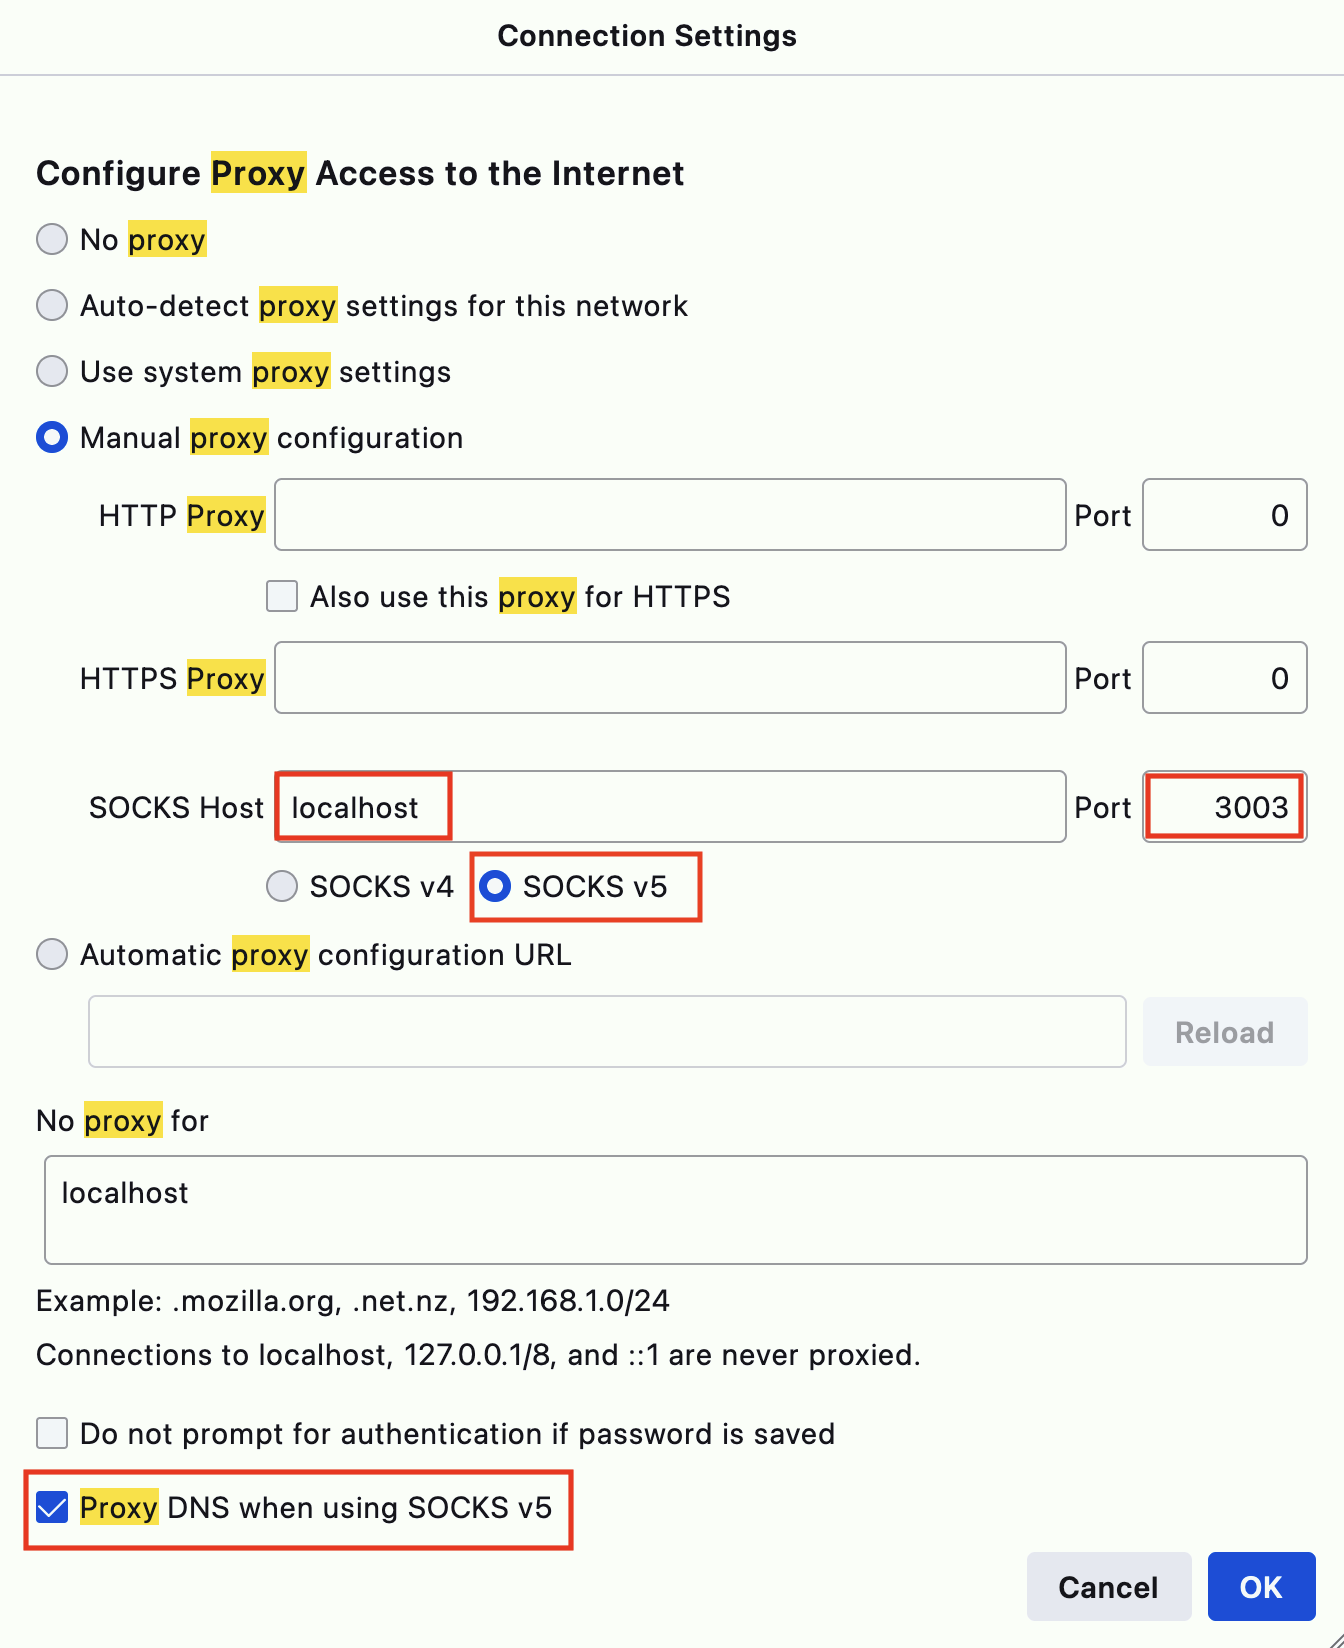 Connection Settings
Configure Proxy Access to the Internet
No proxy
Auto-detect proxy settings for this network
Use system proxy settings
Manual proxy configuration
HTTP Proxy Port 0
Also use this proxy for HTTPS
HTTPS Proxy Port 0
SOCKS Host localhost Port 3003
SOCKS v4 SOCKS v5
Automatic proxy configuration URL
Reload
No proxy for
localhost
Example: .mozilla.org, .net.nz, 192.168.1.0/24
Connections to localhost, 127.0.0.1/8, and ::1 are never proxied.
Do not prompt for authentication if password is saved
Proxy DNS when using SOCKS v5
Cancel OK